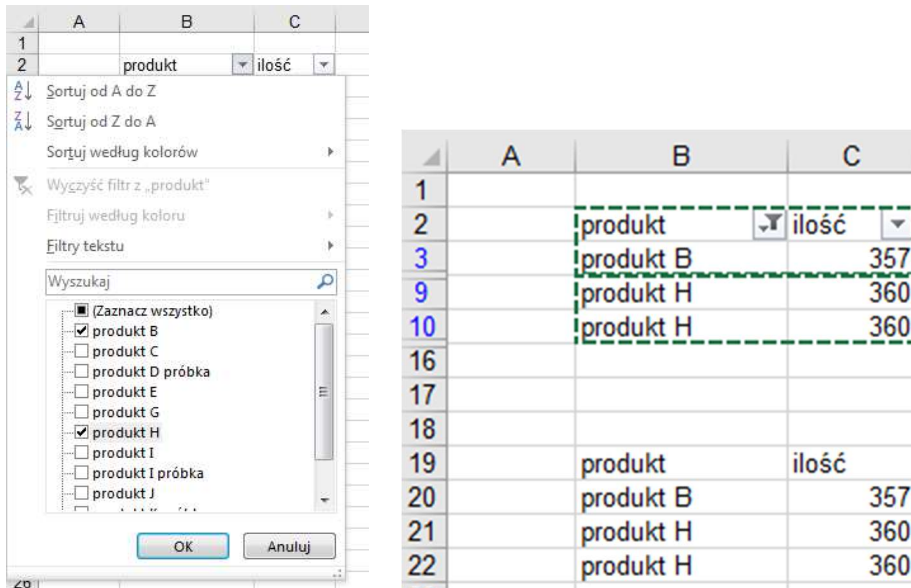 A B C
1
2 produkt ilość
Sortuj od A do Z
Sortuj od Z do A
Sortuj według kolorów
Wyczyść filtr z „produkt”
Filtruj według koloru
Filtry tekstu
Wyszukaj
(Zaznacz wszystko)
produkt B
produkt C
produkt D próbka
produkt E
produkt G
produkt H
produkt I
produkt I próbka
produkt J
OK Anuluj
A B C
1
2 produkt ilość
3 produkt B 357
9 produkt H 360
10 produkt H 360
16
17
18
19 produkt ilość
20 produkt B 357
21 produkt H 360
22 produkt H 360